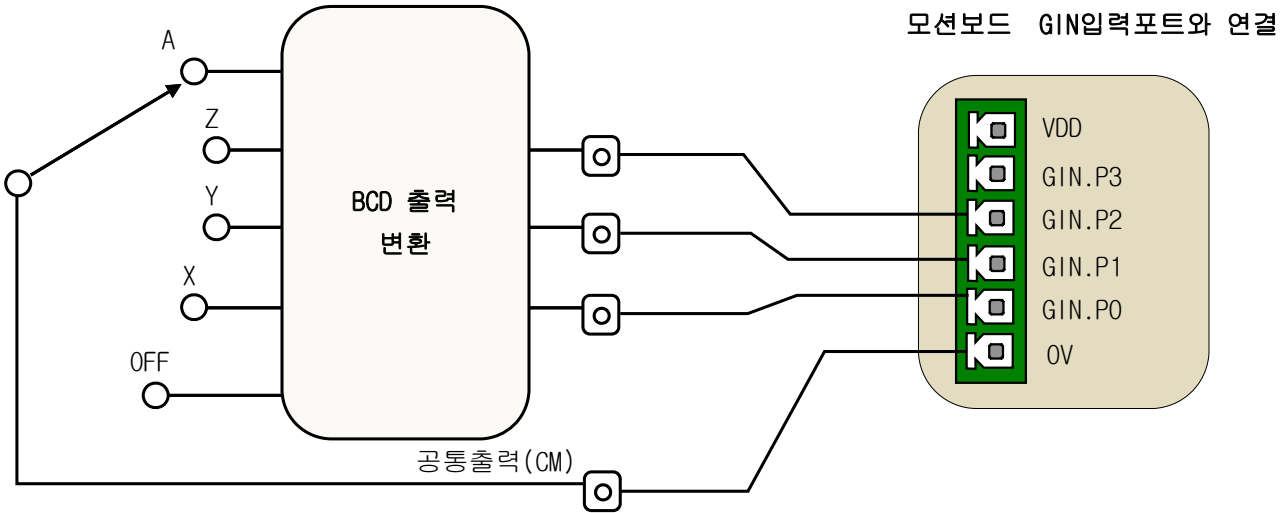 모션보드 GIN입력포트와 연결
A
Z
Y
X
OFF
BCD 출력
변환
공통출력(CM)
VDD
GIN.P3
GIN.P2
GIN.P1
GIN.P0
0V